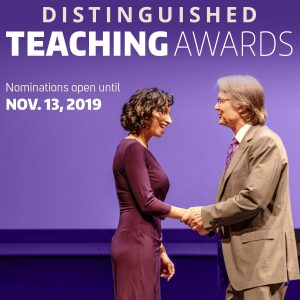 DISTINGUISHED
TEACHING AWARDS
Nominations open until
NOV. 13, 2019